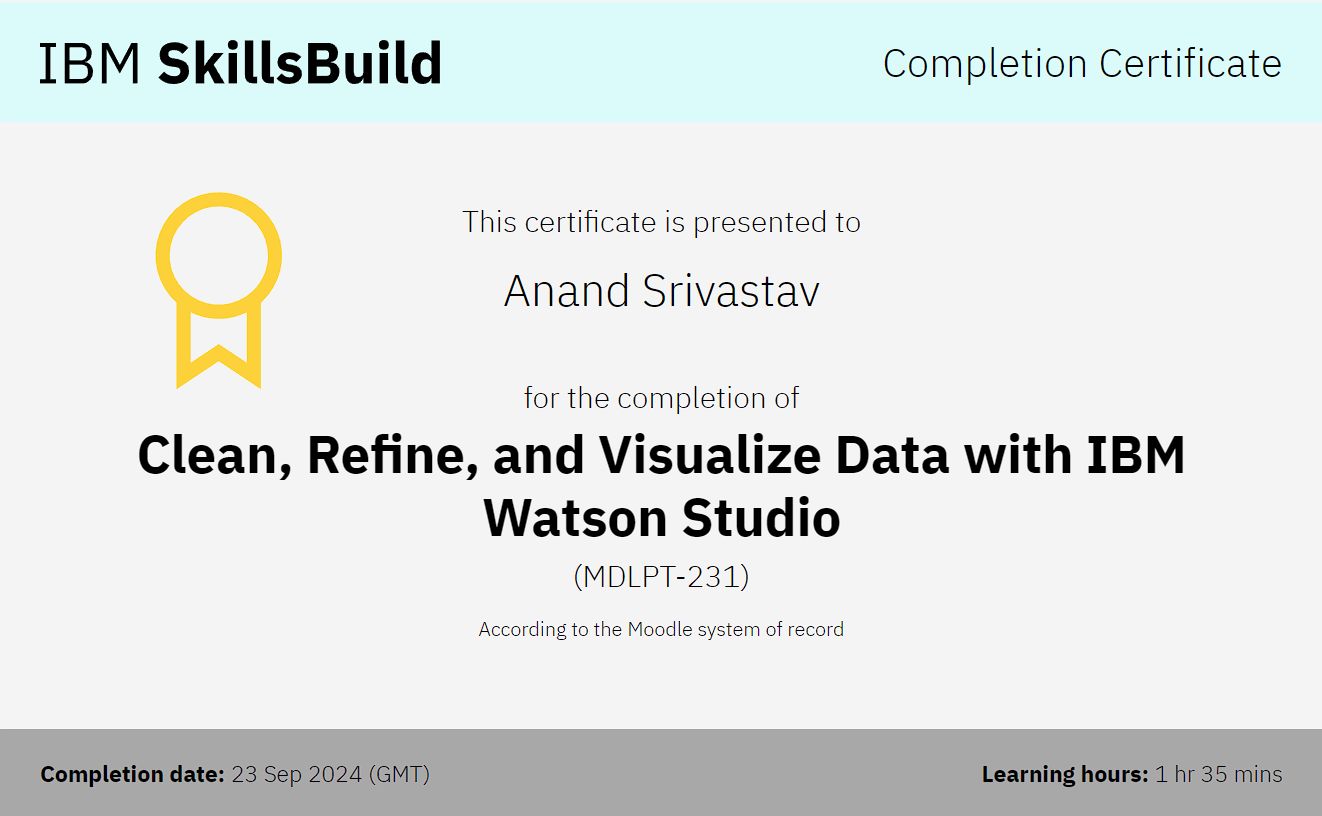 IBM SkillsBuild
Completion Certificate
This certificate is presented to
Anand Srivastav
for the completion of
Clean, Refine, and Visualize Data with IBM
Watson Studio
(MDLPT-231)
According to the Moodle system of record
Completion date: 23 Sep 2024 (GMT)
Learning hours: 1 hr 35 mins